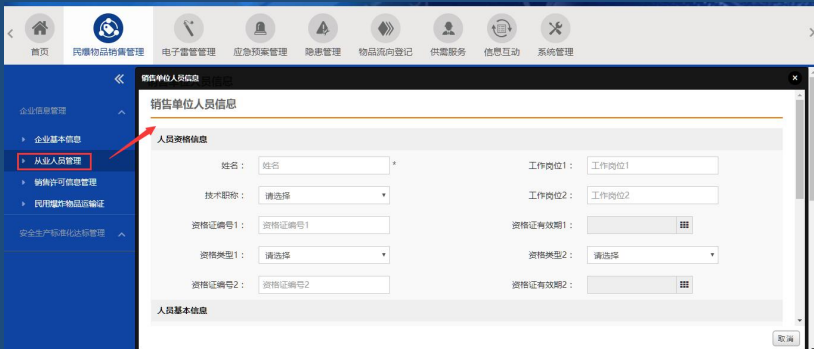 首页 民爆物品销售管理 电子雷管管理 应急预案管理 隐患管理 物品流向登记 供需服务 信息互动 系统管理
销售单位人员信息
销售单位人员信息
企业信息管理
企业基本信息
从业人员管理
销售许可信息管理
民用爆炸物品运输证
安全生产标准化达标管理
人员资格信息
姓名： 姓名 * 工作岗位1： 工作岗位1
技术职称： 请选择 工作岗位2： 工作岗位2
资格证编号1： 资格证编号1 资格证有效期1：
资格类型1： 请选择 资格类型2： 请选择
资格证编号2： 资格证编号2 资格证有效期2：
人员基本信息
取消